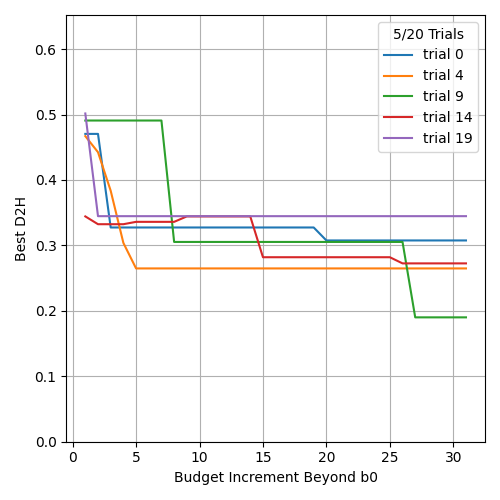 5/20 Trials
trial 0
trial 4
trial 9
trial 14
trial 19
Best D2H
0.6
0.5
0.4
0.3
0.2
0.1
0.0
0 5 10 15 20 25 30
Budget Increment Beyond b0